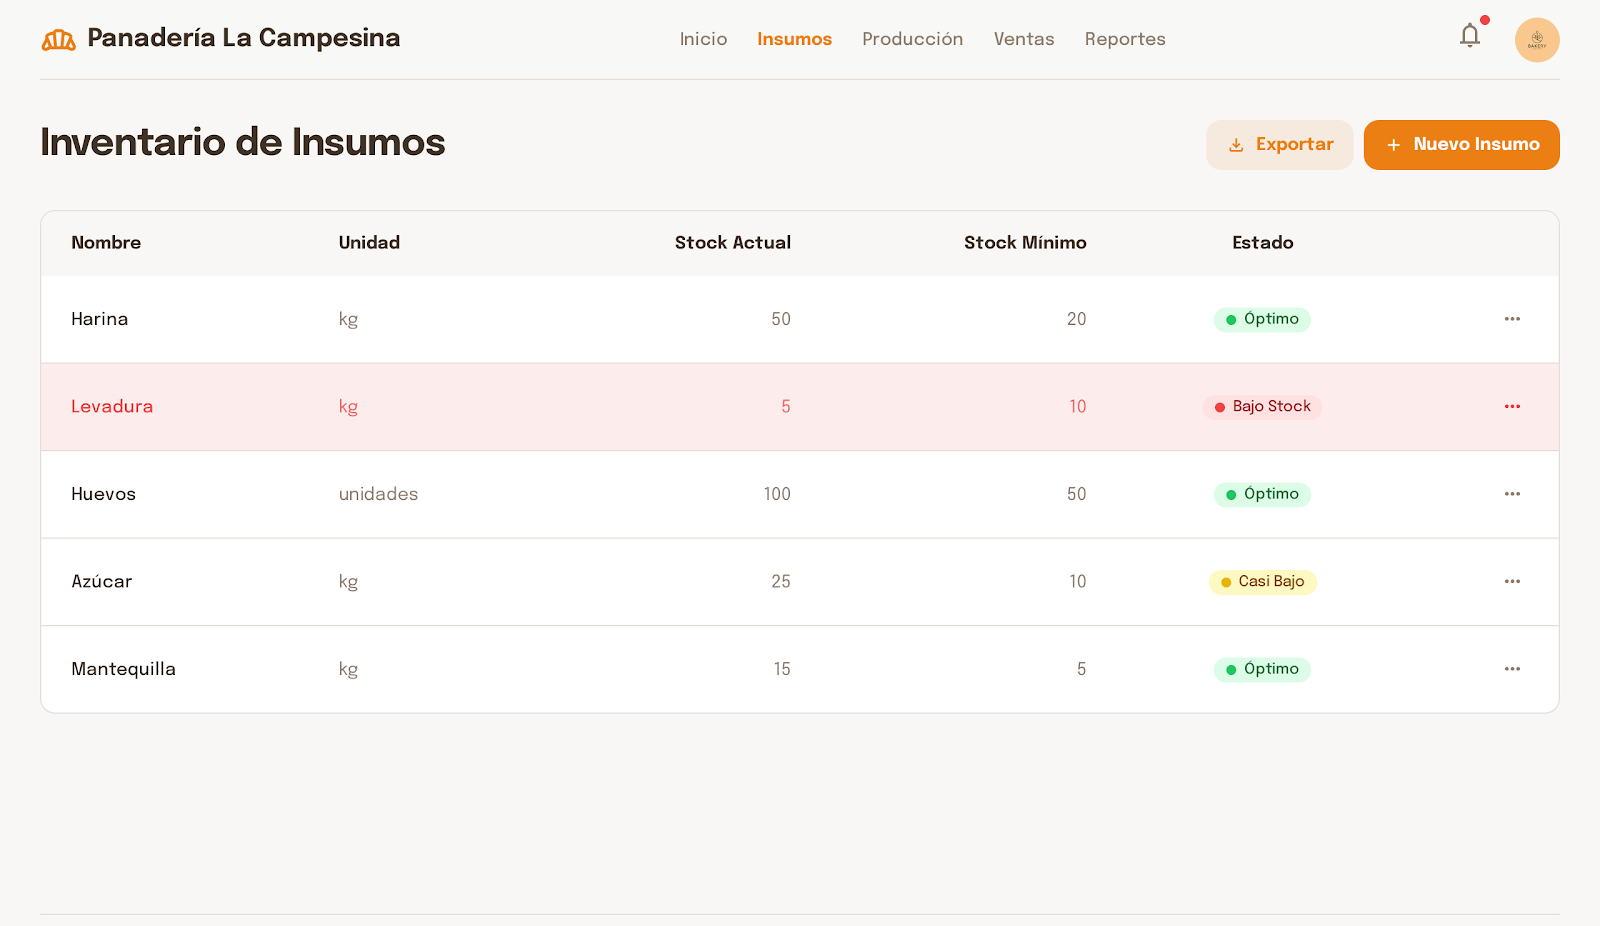 Panadería La Campesina
Inicio Insumos Producción Ventas Reportes
BAKERY
Inventario de Insumos
Exportar
+ Nuevo Insumo
Nombre Unidad Stock Actual Stock Mínimo Estado
Harina kg 50 20 Óptimo ...
Levadura kg 5 10 Bajo Stock ...
Huevos unidades 100 50 Óptimo ...
Azúcar kg 25 10 Casi Bajo ...
Mantequilla kg 15 5 Óptimo ...